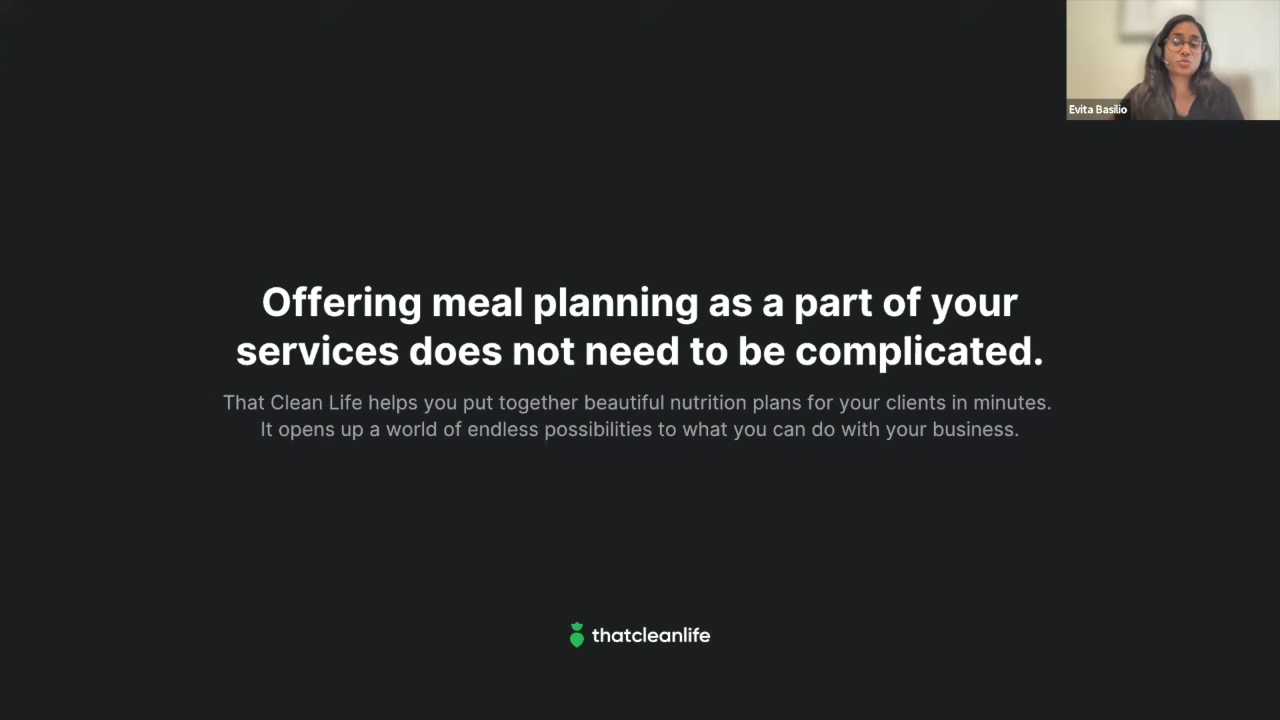 Evita Basilio
Offering meal planning as a part of your
services does not need to be complicated.
That Clean Life helps you put together beautiful nutrition plans for your clients in minutes.
It opens up a world of endless possibilities to what you can do with your business.
thatcleanlife